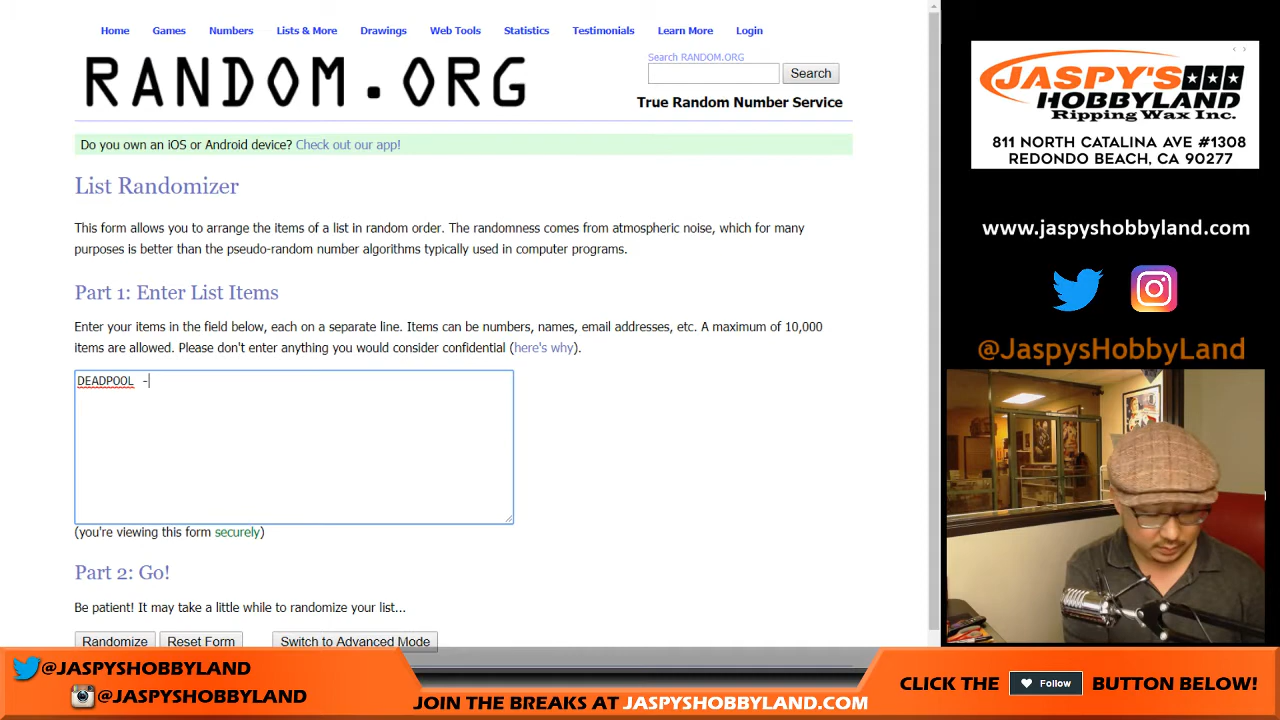 Home Games Numbers Lists & More Drawings Web Tools Statistics Testimonials Learn More Login
RANDOM.ORG
Search RANDOM.ORG
Search
True Random Number Service
Do you own an iOS or Android device? Check out our app!
List Randomizer
This form allows you to arrange the items of a list in random order. The randomness comes from atmospheric noise, which for many
purposes is better than the pseudo-random number algorithms typically used in computer programs.
Part 1: Enter List Items
Enter your items in the field below, each on a separate line. Items can be numbers, names, email addresses, etc. A maximum of 10,000
items are allowed. Please don't enter anything you would consider confidential (here's why).
DEADPOOL -
(you're viewing this form securely)
Part 2: Go!
Be patient! It may take a little while to randomize your list...
Randomize Reset Form Switch to Advanced Mode
JASPY'S
HOBBYLAND
Ripping Wax Inc.
811 NORTH CATALINA AVE #1308
REDONDO BEACH, CA 90277
www.jaspyshobbyland.com
@JaspysHobbyLand
@JASPYSHOBBYLAND
@JASPYSHOBBYLAND
JOIN THE BREAKS AT JASPYSHOBBYLAND.COM
CLICK THE Follow BUTTON BELOW!